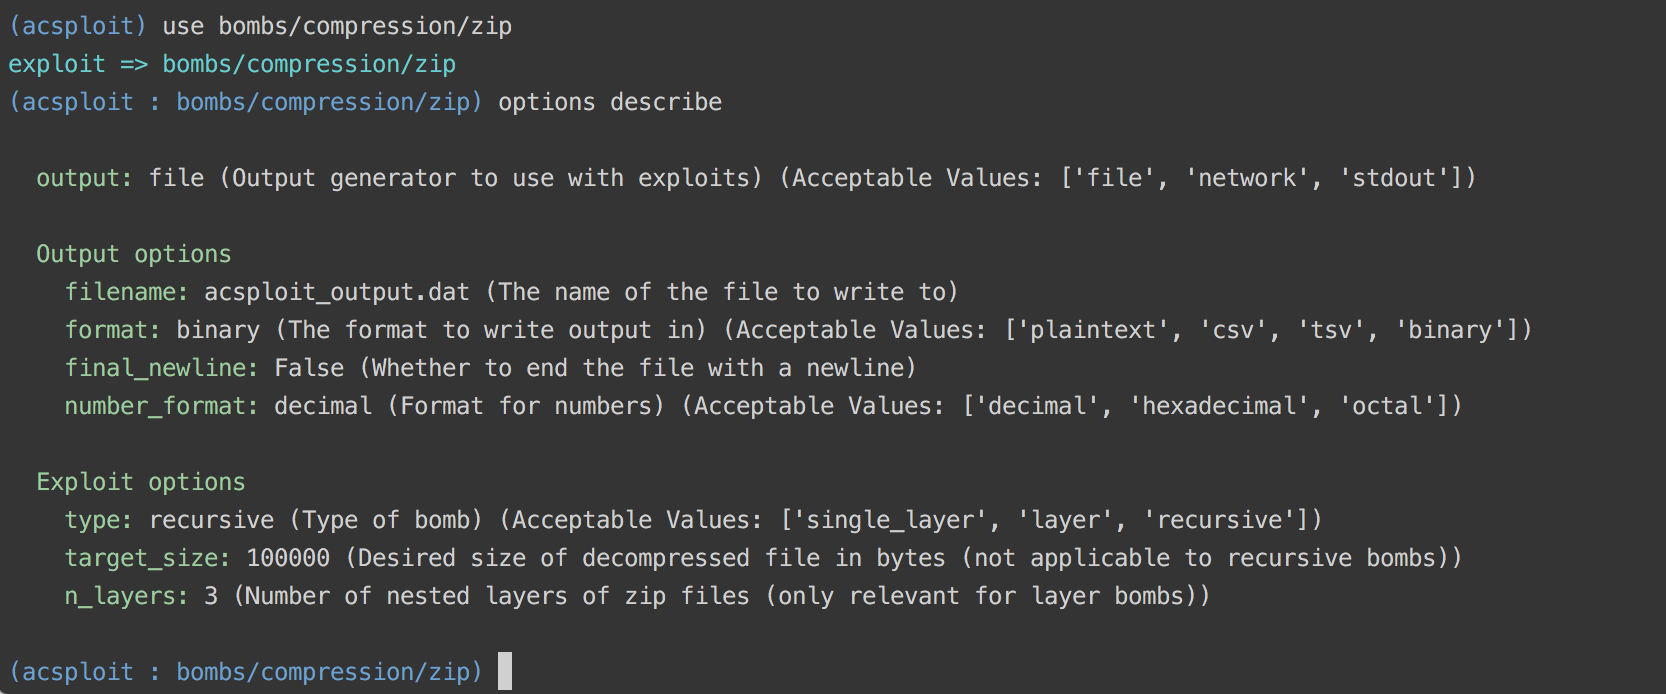 (acsploit) use bombs/compression/zip
exploit => bombs/compression/zip
(acsploit : bombs/compression/zip) options describe
output: file (Output generator to use with exploits) (Acceptable Values: ['file', 'network', 'stdout'])
Output options
filename: acsploit_output.dat (The name of the file to write to)
format: binary (The format to write output in) (Acceptable Values: ['plaintext', 'csv', 'tsv', 'binary'])
final_newline: False (Whether to end the file with a newline)
number_format: decimal (Format for numbers) (Acceptable Values: ['decimal', 'hexadecimal', 'octal'])
Exploit options
type: recursive (Type of bomb) (Acceptable Values: ['single_layer', 'layer', 'recursive'])
target_size: 100000 (Desired size of decompressed file in bytes (not applicable to recursive bombs))
n_layers: 3 (Number of nested layers of zip files (only relevant for layer bombs))
(acsploit : bombs/compression/zip)